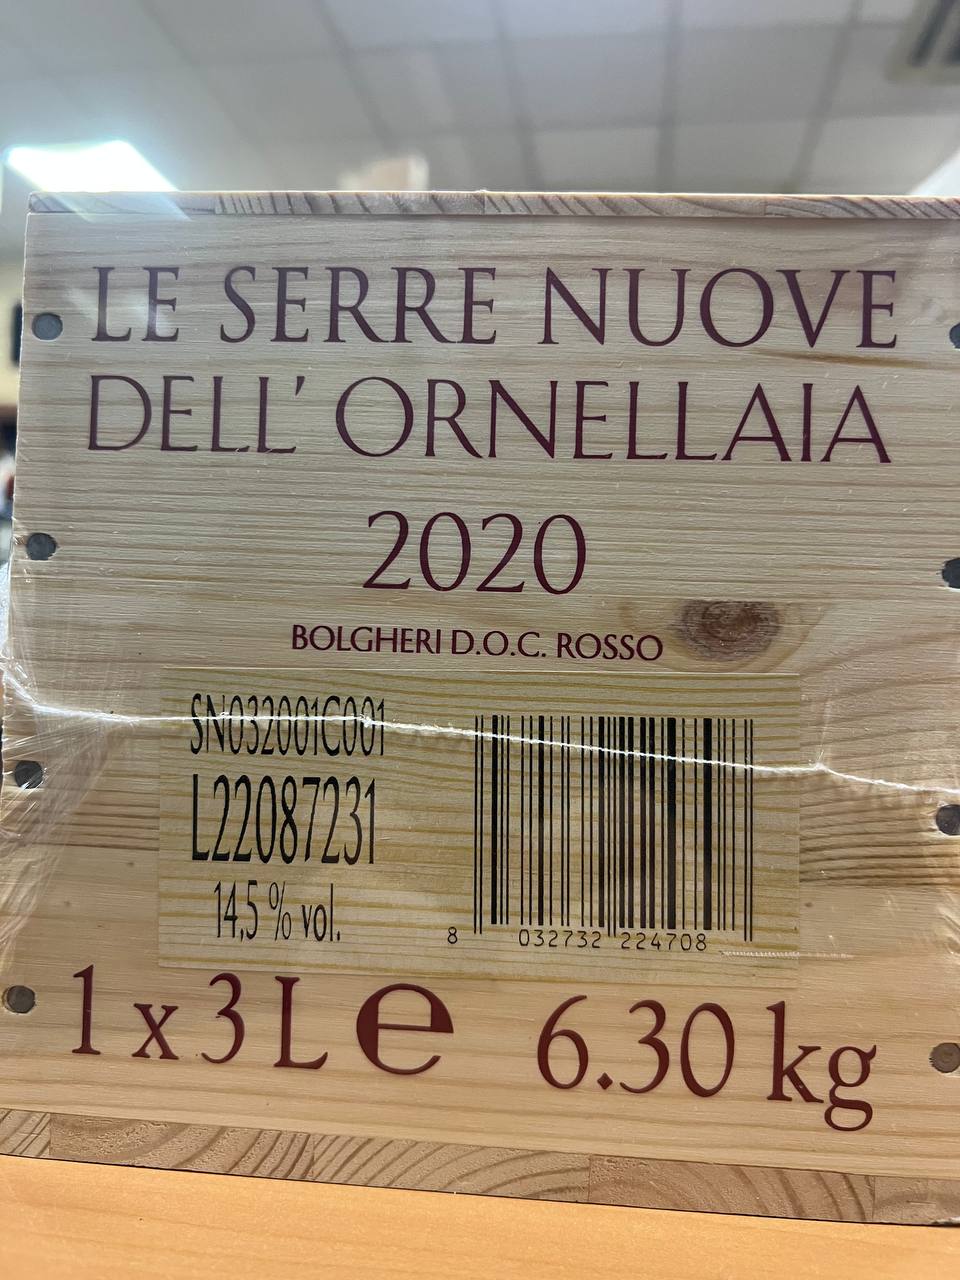 LE SERRE NUOVE
DELL' ORNELLAIA
2020
BOLGHERI D.O.C. ROSSO
SN032001C001
L22087231
14,5 % vol.
8 032732 224708
1 x 3 L e 6.30 kg